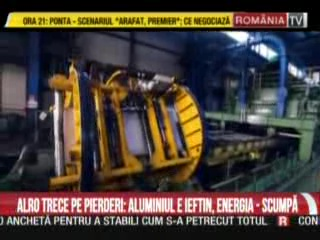 ORA 21: PONTA - SCENARIUL "ARAFAT, PREMIER"; CE NEGOCIAZĂ
ROMÂNIA TV
ALRO TRECE PE PIERDERI: ALUMINIUL E IEFTIN, ENERGIA - SCUMPĂ
O ANCHETĂ PENTRU A STABILI CUM S-A PETRECUT TOTUL R